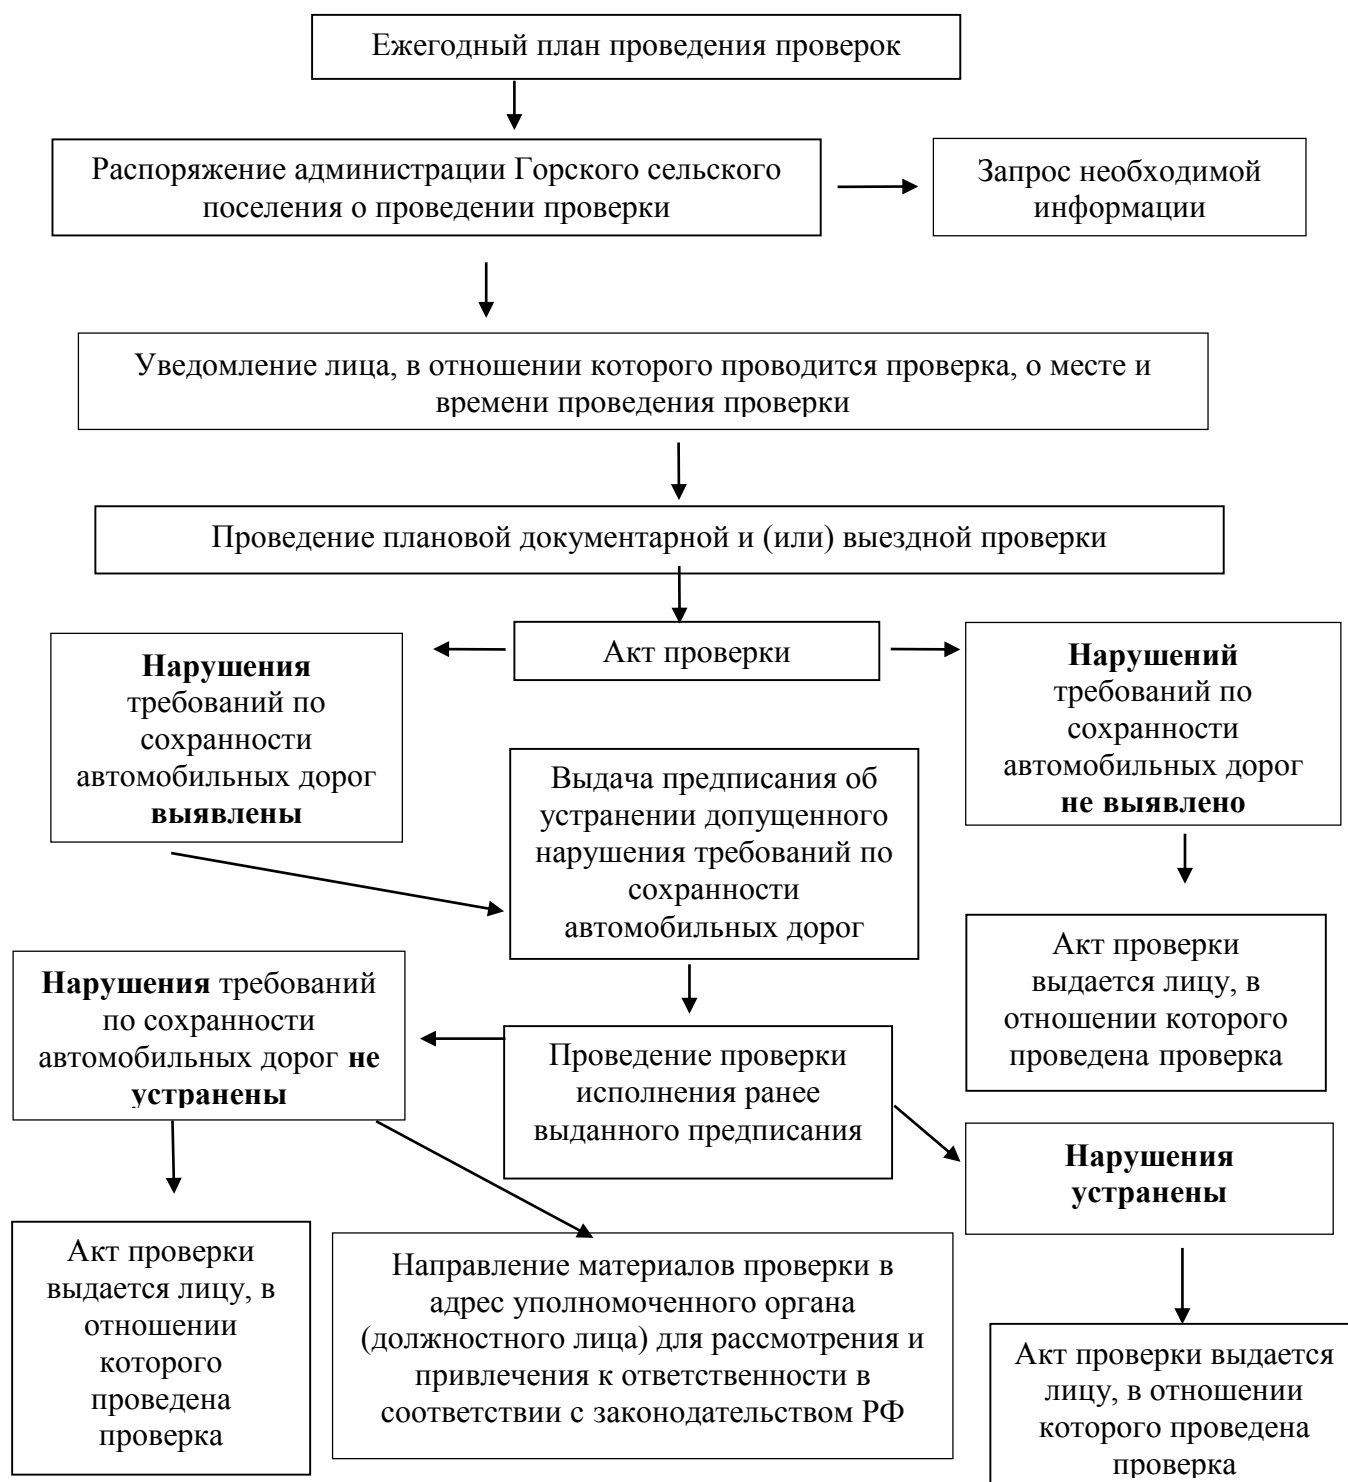 Ежегодный план проведения проверок
Распоряжение администрации Горского сельского
поселения о проведении проверки
Запрос необходимой
информации
Уведомление лица, в отношении которого проводится проверка, о месте и
времени проведения проверки
Проведение плановой документарной и (или) выездной проверки
Акт проверки
Нарушения
требований по
сохранности
автомобильных дорог
выявлены
Нарушений
требований по
сохранности
автомобильных дорог
не выявлено
Выдача предписания об
устранении допущенного
нарушения требований по
сохранности
автомобильных дорог
Акт проверки
выдается лицу, в
отношении которого
проведена проверка
Нарушения требований
по сохранности
автомобильных дорог не
устранены
Проведение проверки
исполнения ранее
выданного предписания
Нарушения
устранены
Акт проверки
выдается лицу, в
отношении
которого
проведена
проверка
Направление материалов проверки в
адрес уполномоченного органа
(должностного лица) для рассмотрения и
привлечения к ответственности в
соответствии с законодательством РФ
Акт проверки выдается
лицу, в отношении
которого проведена
проверка